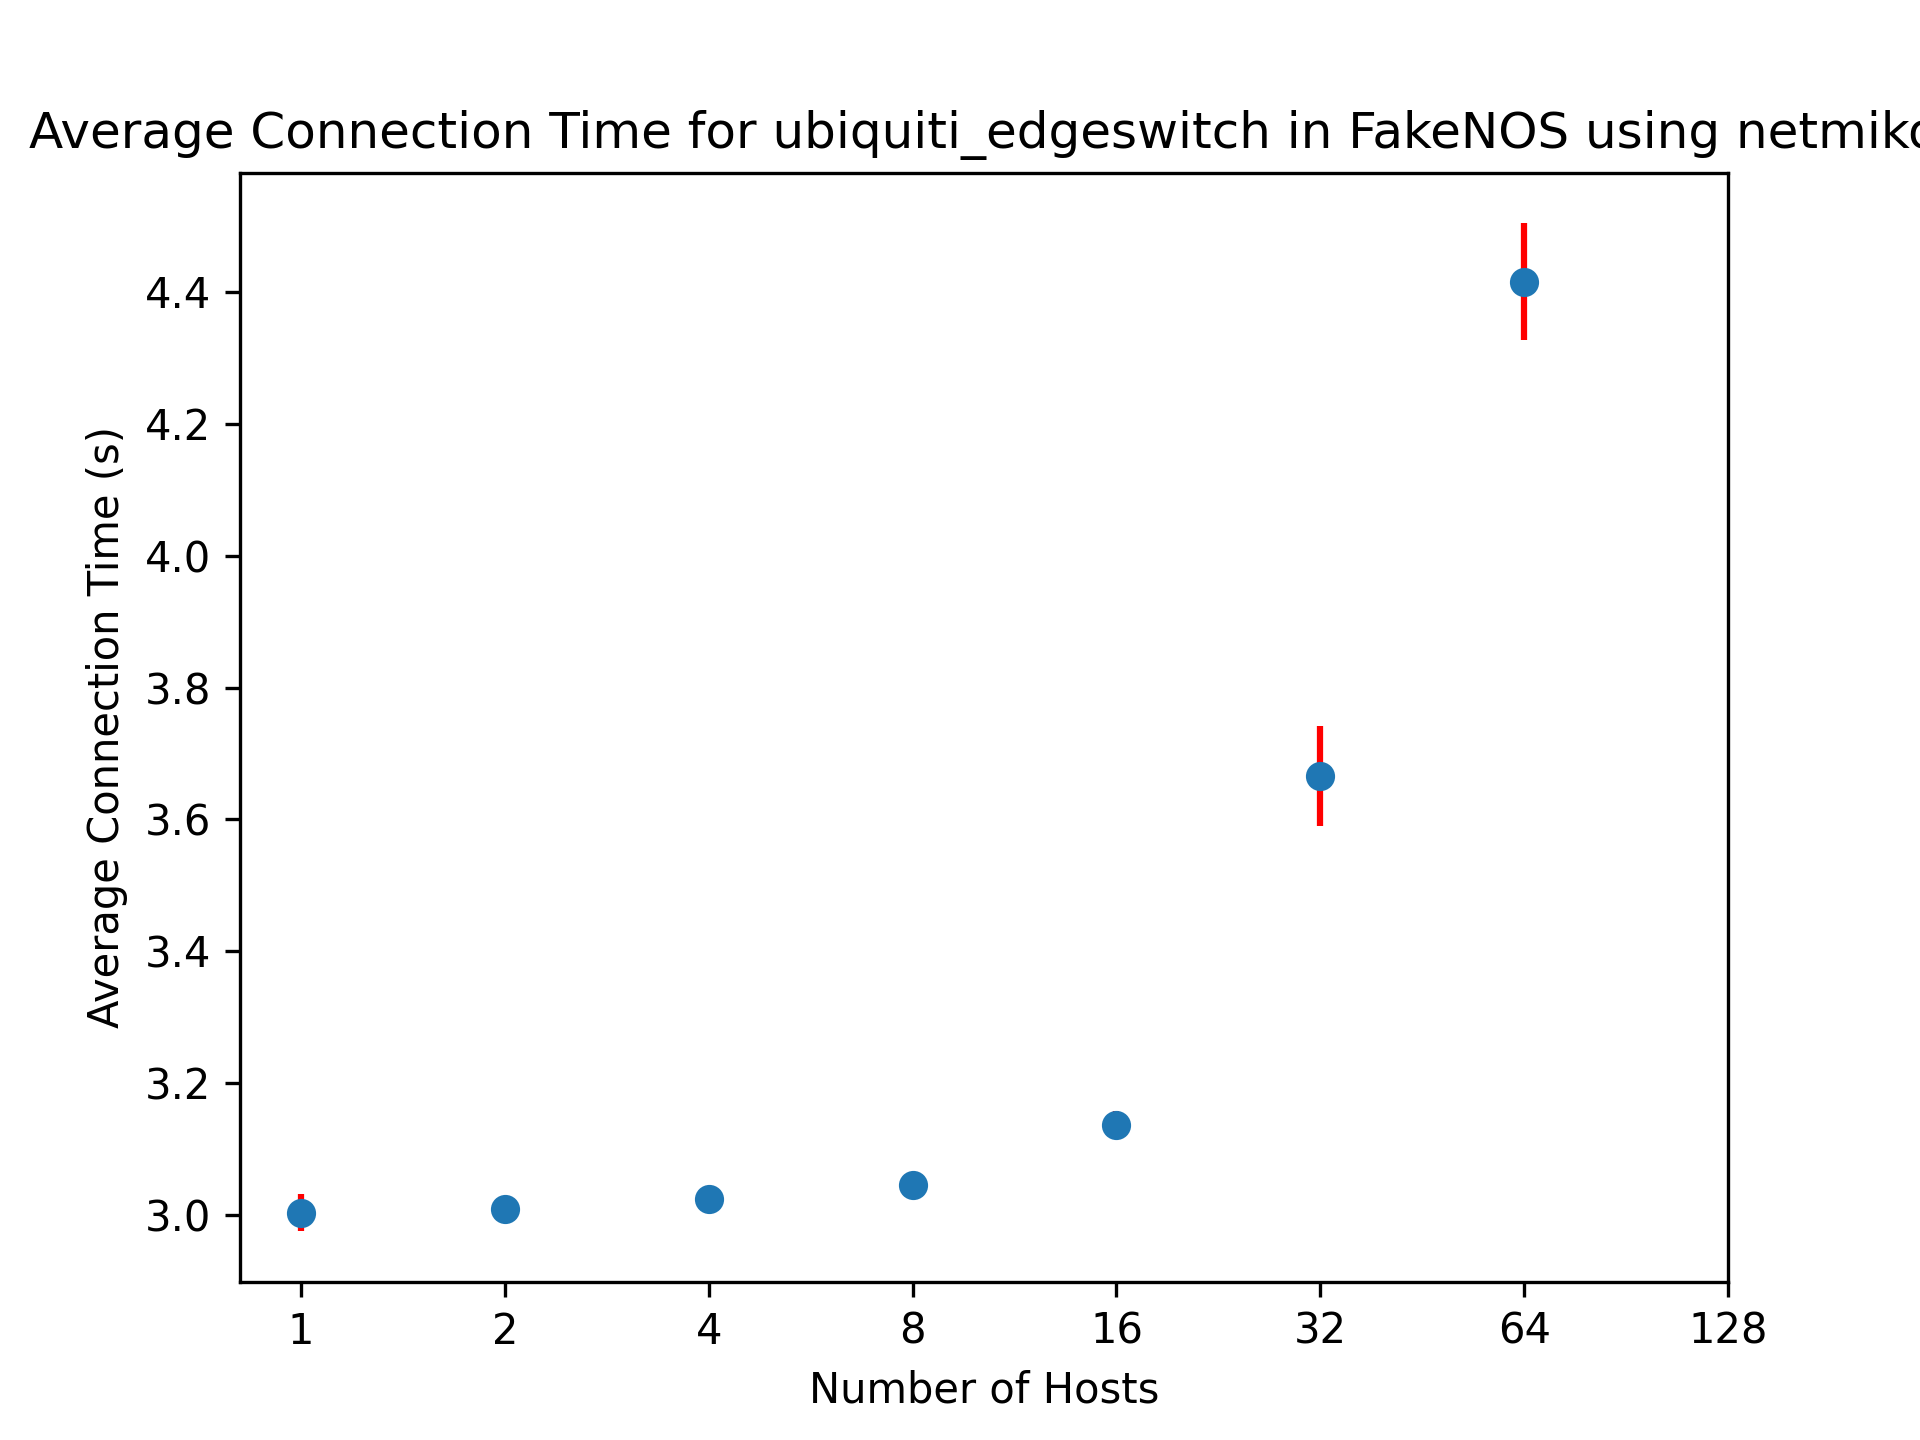 Average Connection Time for ubiquiti_edgeswitch in FakeNOS using netmiko
4.4
4.2
4.0
3.8
3.6
3.4
3.2
3.0
Average Connection Time (s)
1 2 4 8 16 32 64 128
Number of Hosts